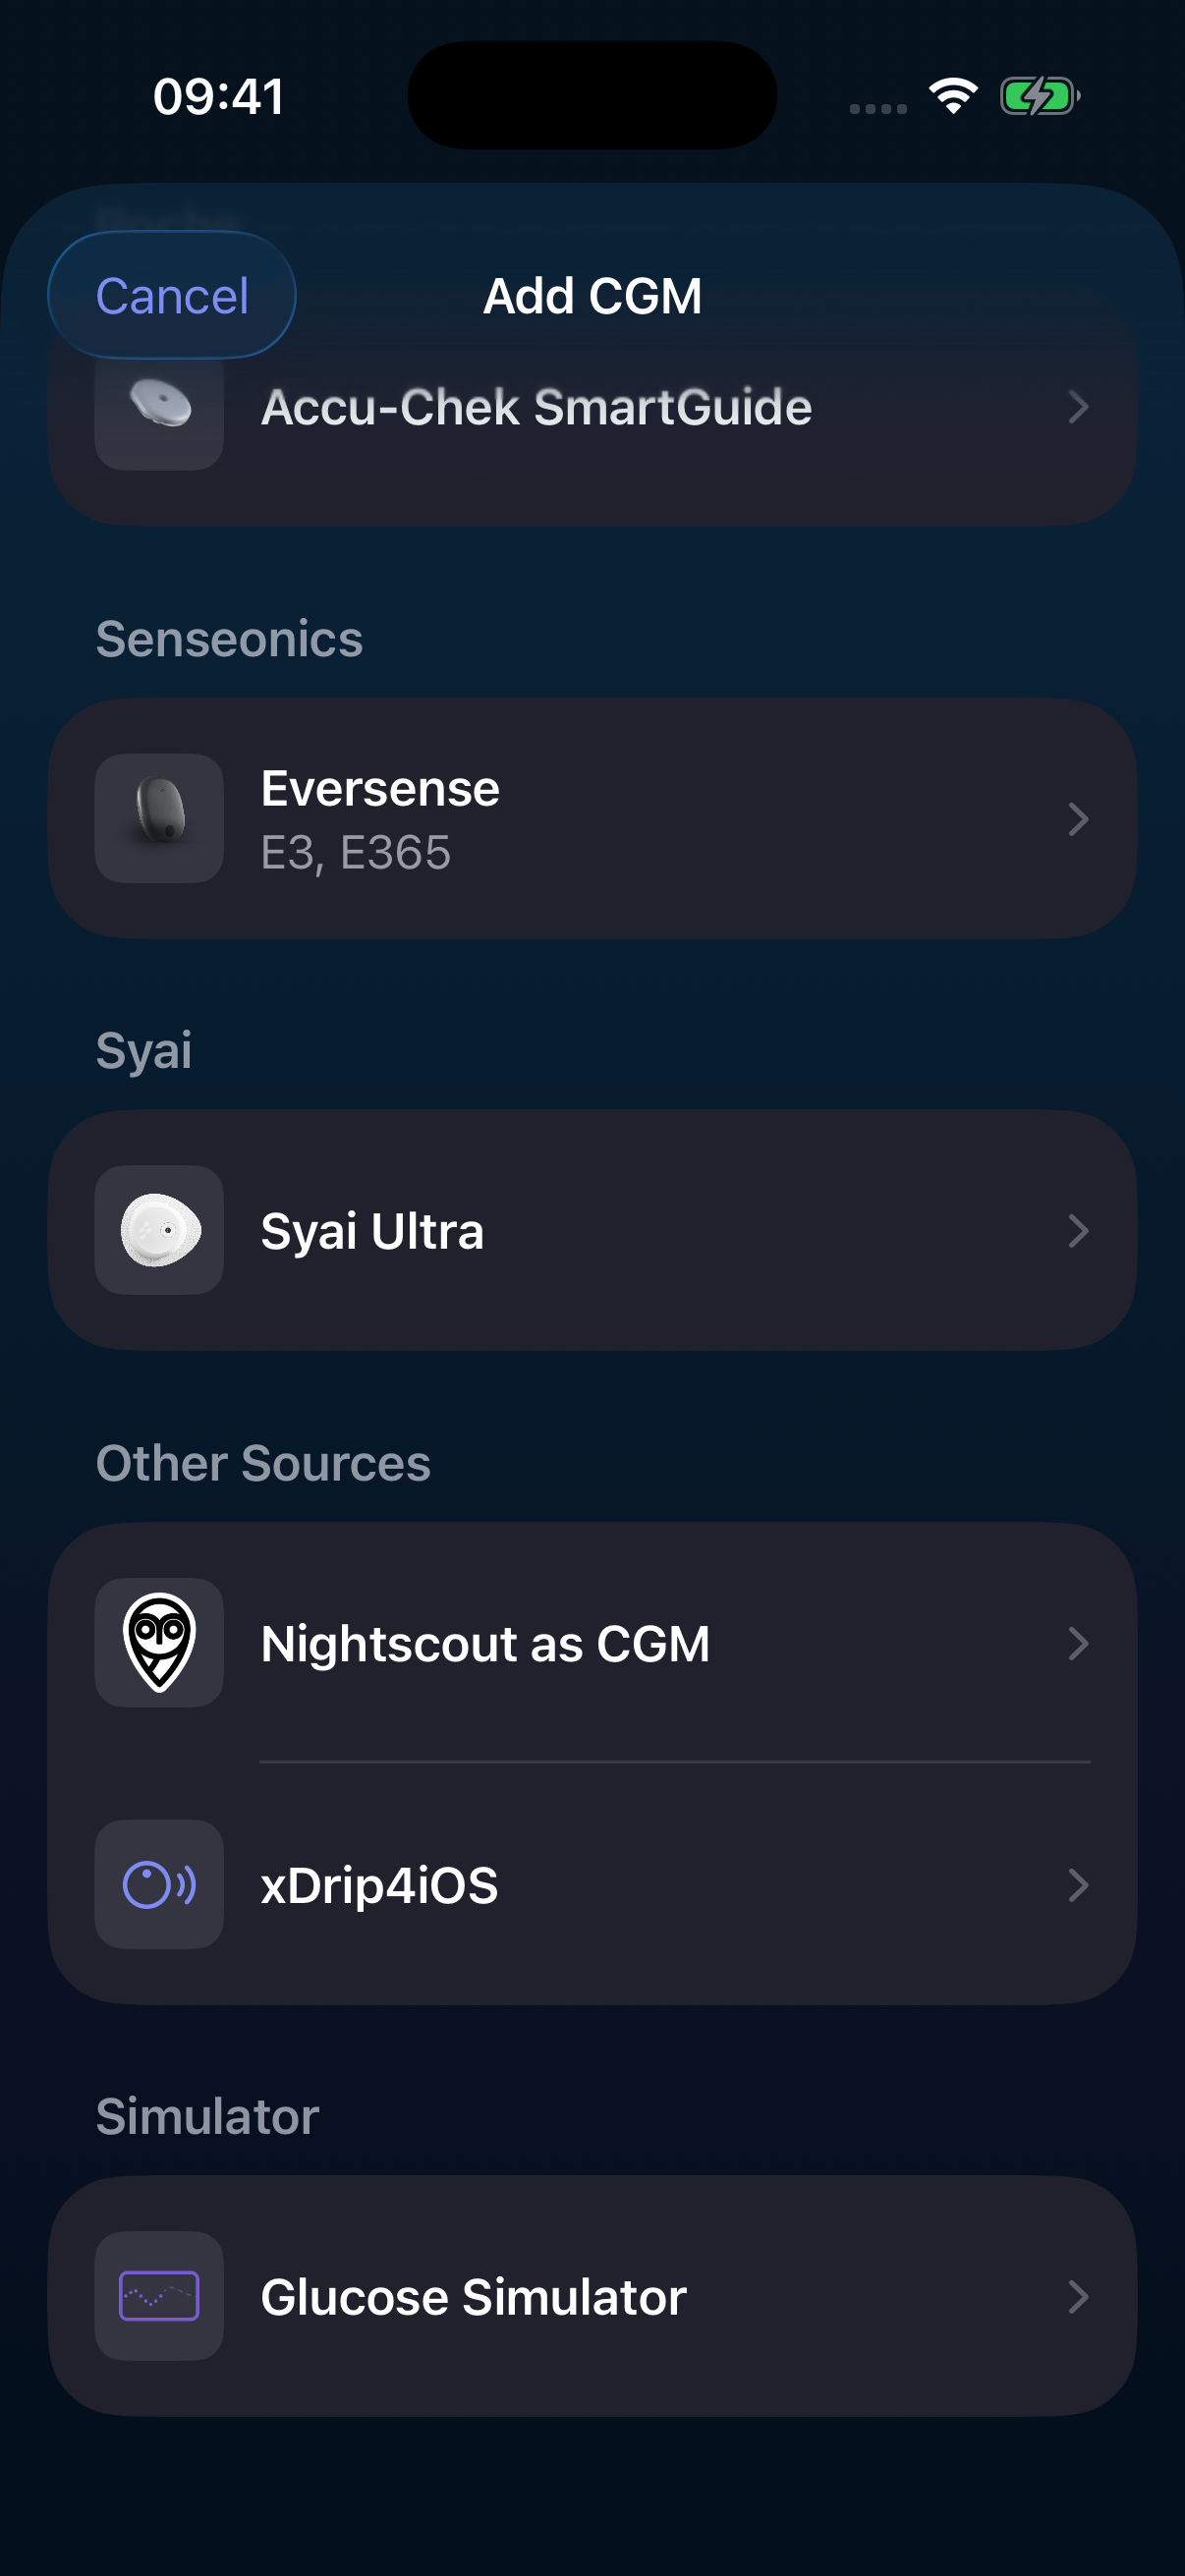 09:41
Cancel
Add CGM
Accu-Chek SmartGuide
Senseonics
Eversense
E3, E365
Syai
Syai Ultra
Other Sources
Nightscout as CGM
xDrip4iOS
Simulator
Glucose Simulator